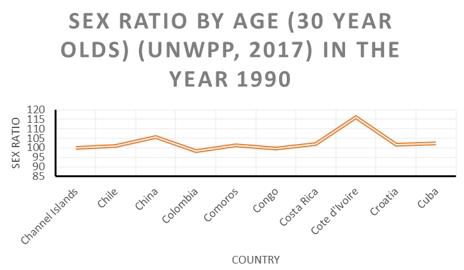 SEX RATIO BY AGE (30 YEAR
OLDS) (UNWPP, 2017) IN THE
YEAR 1990
120
115
110
105
100
95
90
85
SEX RATIO
Channel Islands
Chile
China
Colombia
Comoros
Congo
Costa Rica
Cote d'Ivoire
Croatia
Cuba
COUNTRY